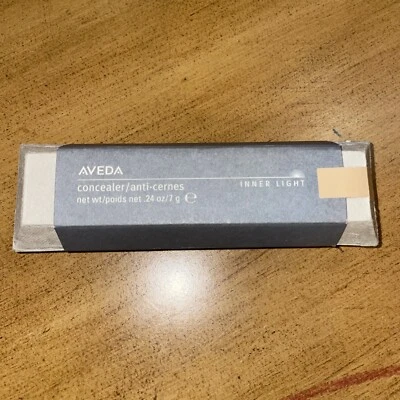 AVEDA
concealer/anti-cernes
net wt/poids net .24 oz/7 g ℮
INNER LIGHT